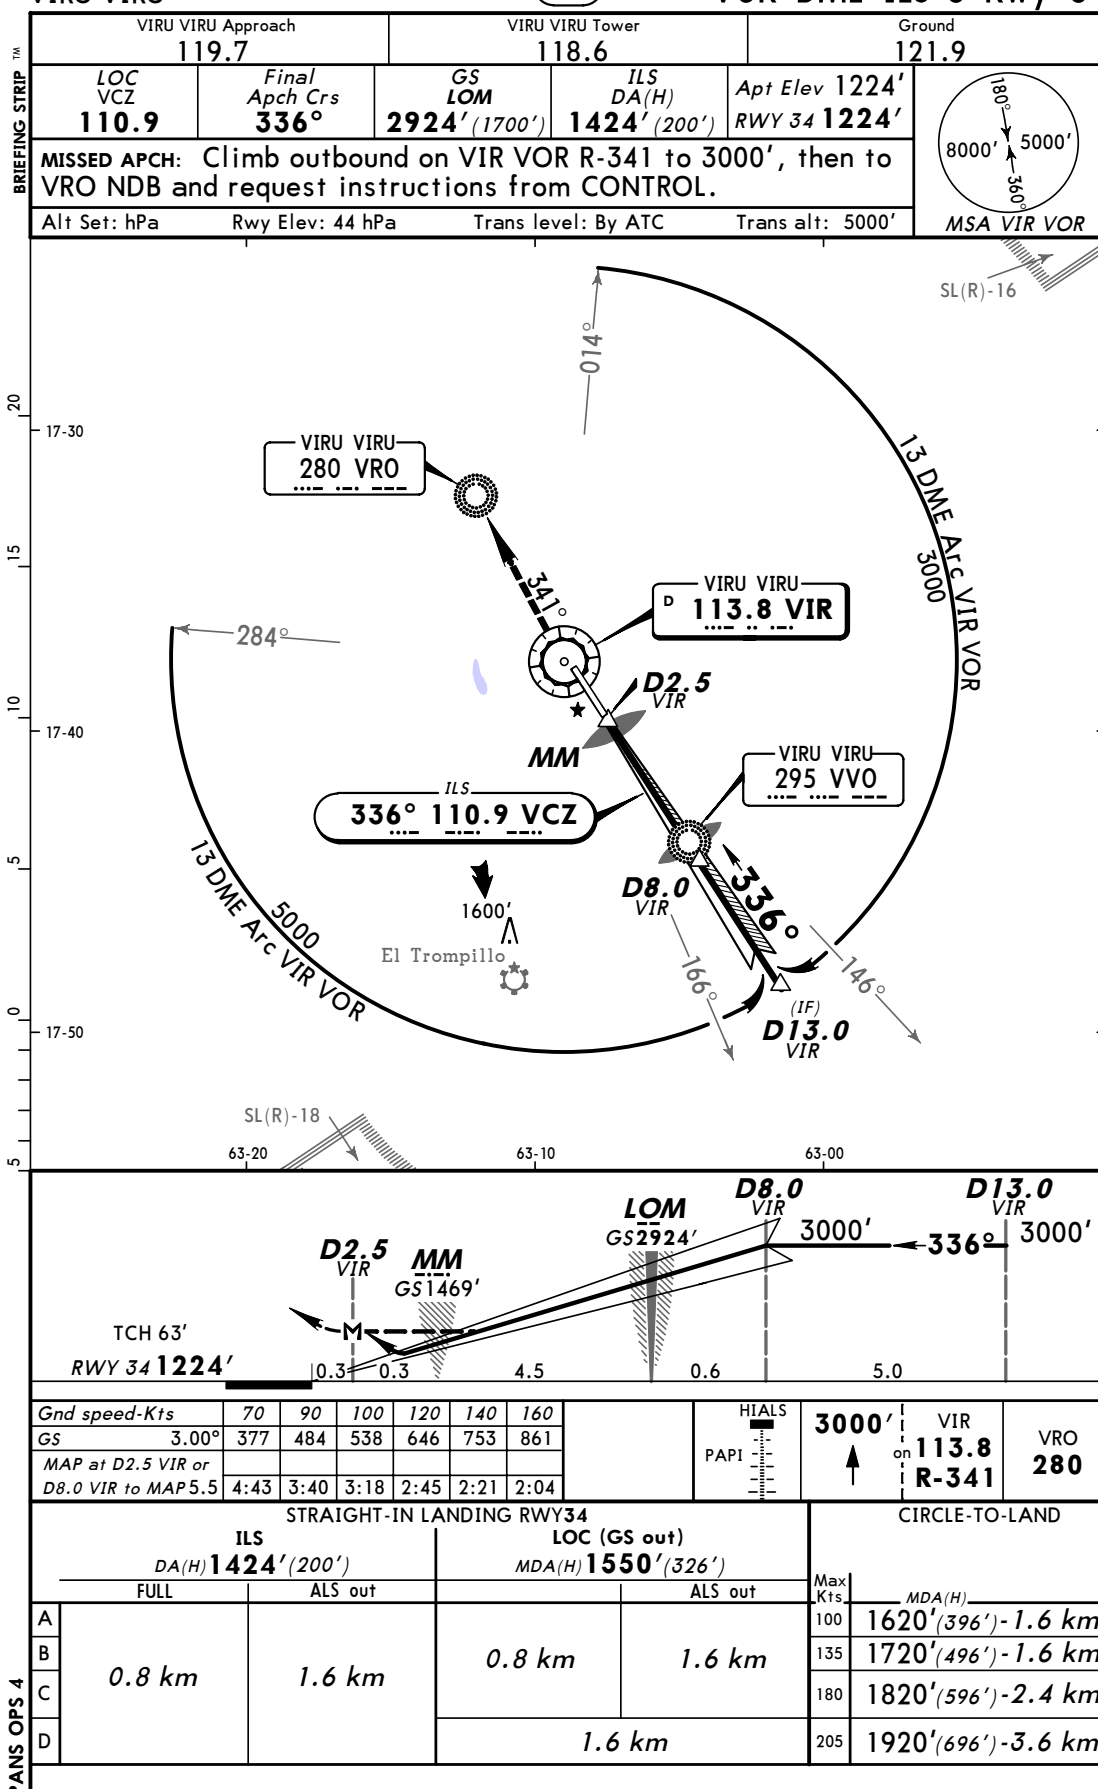 VIRU VIRU
VIRU VIRU Approach
119.7
VIRU VIRU Tower
118.6
Ground
121.9
BRIEFING STRIP TM
LOC
VCZ
110.9
Final
Apch Crs
336°
GS
LOM
2924' (1700')
ILS
DA(H)
1424' (200')
Apt Elev 1224'
RWY 34 1224'
MISSED APCH: Climb outbound on VIR VOR R-341 to 3000', then to
VRO NDB and request instructions from CONTROL.
Alt Set: hPa Rwy Elev: 44 hPa Trans level: By ATC Trans alt: 5000'
180°
8000' 5000'
360°
MSA VIR VOR
SL(R)-16
014°
20
17-30
VIRU VIRU
280 VRO
13 DME Arc VIR VOR
3000
15
341°
VIRU VIRU
D 113.8 VIR
284°
D2.5
VIR
10
17-40
MM
VIRU VIRU
295 VVO
ILS
336° 110.9 VCZ
5
D8.0
VIR
336°
13 DME Arc VIR VOR
5000
1600'
El Trompillo
166°
146°
(IF)
D13.0
VIR
0
17-50
SL(R)-18
5
63-20
63-10
63-00
D8.0
VIR
D13.0
VIR
LOM
GS2924'
3000'
336°
3000'
D2.5
VIR
MM
GS1469'
TCH 63'
RWY 34 1224'
M
0.3 0.3 4.5 0.6 5.0
Gnd speed-Kts 70 90 100 120 140 160
GS 3.00° 377 484 538 646 753 861
MAP at D2.5 VIR or
D8.0 VIR to MAP 5.5 4:43 3:40 3:18 2:45 2:21 2:04
HIALS
PAPI
3000'
on
VIR
113.8
R-341
VRO
280
STRAIGHT-IN LANDING RWY34
CIRCLE-TO-LAND
ILS
DA(H) 1424' (200')
LOC (GS out)
MDA(H) 1550' (326')
FULL
ALS out
ALS out
Max
Kts
MDA(H)
A
B
C
D
0.8 km
1.6 km
0.8 km
1.6 km
1.6 km
100 1620' (396') -1.6 km
135 1720' (496') -1.6 km
180 1820' (596') -2.4 km
205 1920' (696') -3.6 km
PANS OPS 4